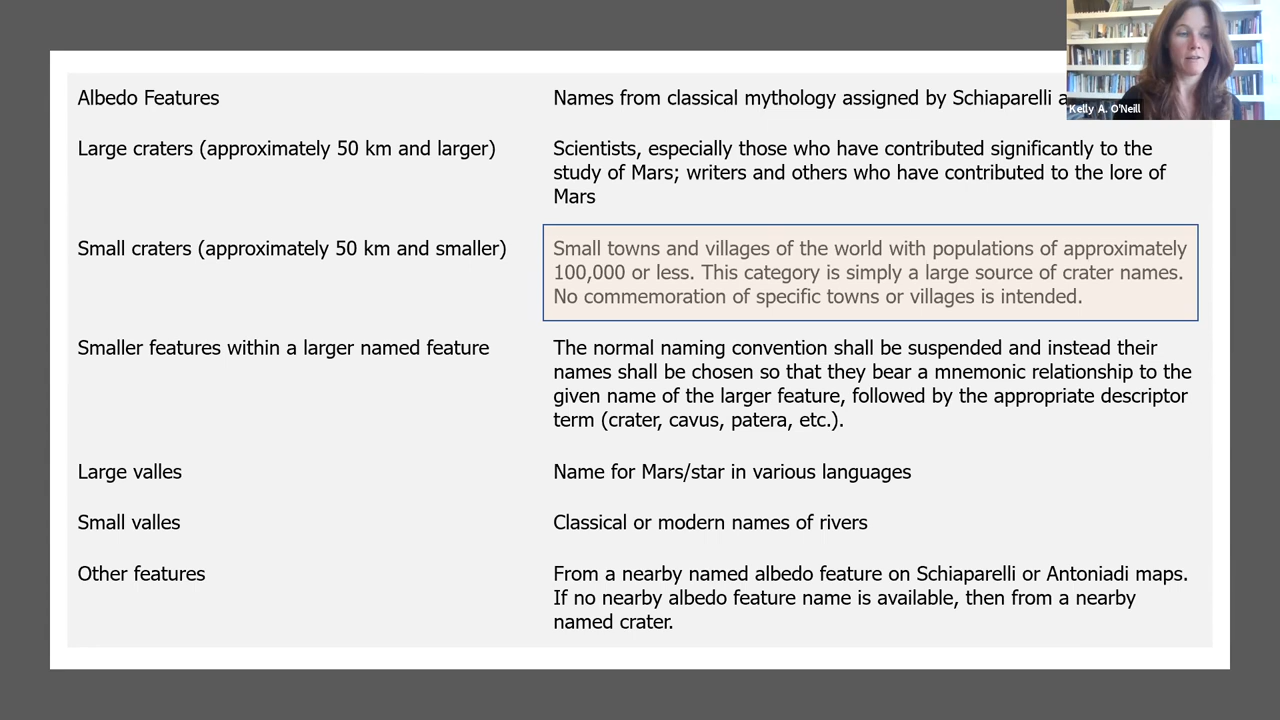 Albedo Features
Names from classical mythology assigned by Schiaparelli
Kelly A. O'Neill
Large craters (approximately 50 km and larger)
Scientists, especially those who have contributed significantly to the
study of Mars; writers and others who have contributed to the lore of
Mars
Small craters (approximately 50 km and smaller)
Small towns and villages of the world with populations of approximately
100,000 or less. This category is simply a large source of crater names.
No commemoration of specific towns or villages is intended.
Smaller features within a larger named feature
The normal naming convention shall be suspended and instead their
names shall be chosen so that they bear a mnemonic relationship to the
given name of the larger feature, followed by the appropriate descriptor
term (crater, cavus, patera, etc.).
Large valles
Name for Mars/star in various languages
Small valles
Classical or modern names of rivers
Other features
From a nearby named albedo feature on Schiaparelli or Antoniadi maps.
If no nearby albedo feature name is available, then from a nearby
named crater.